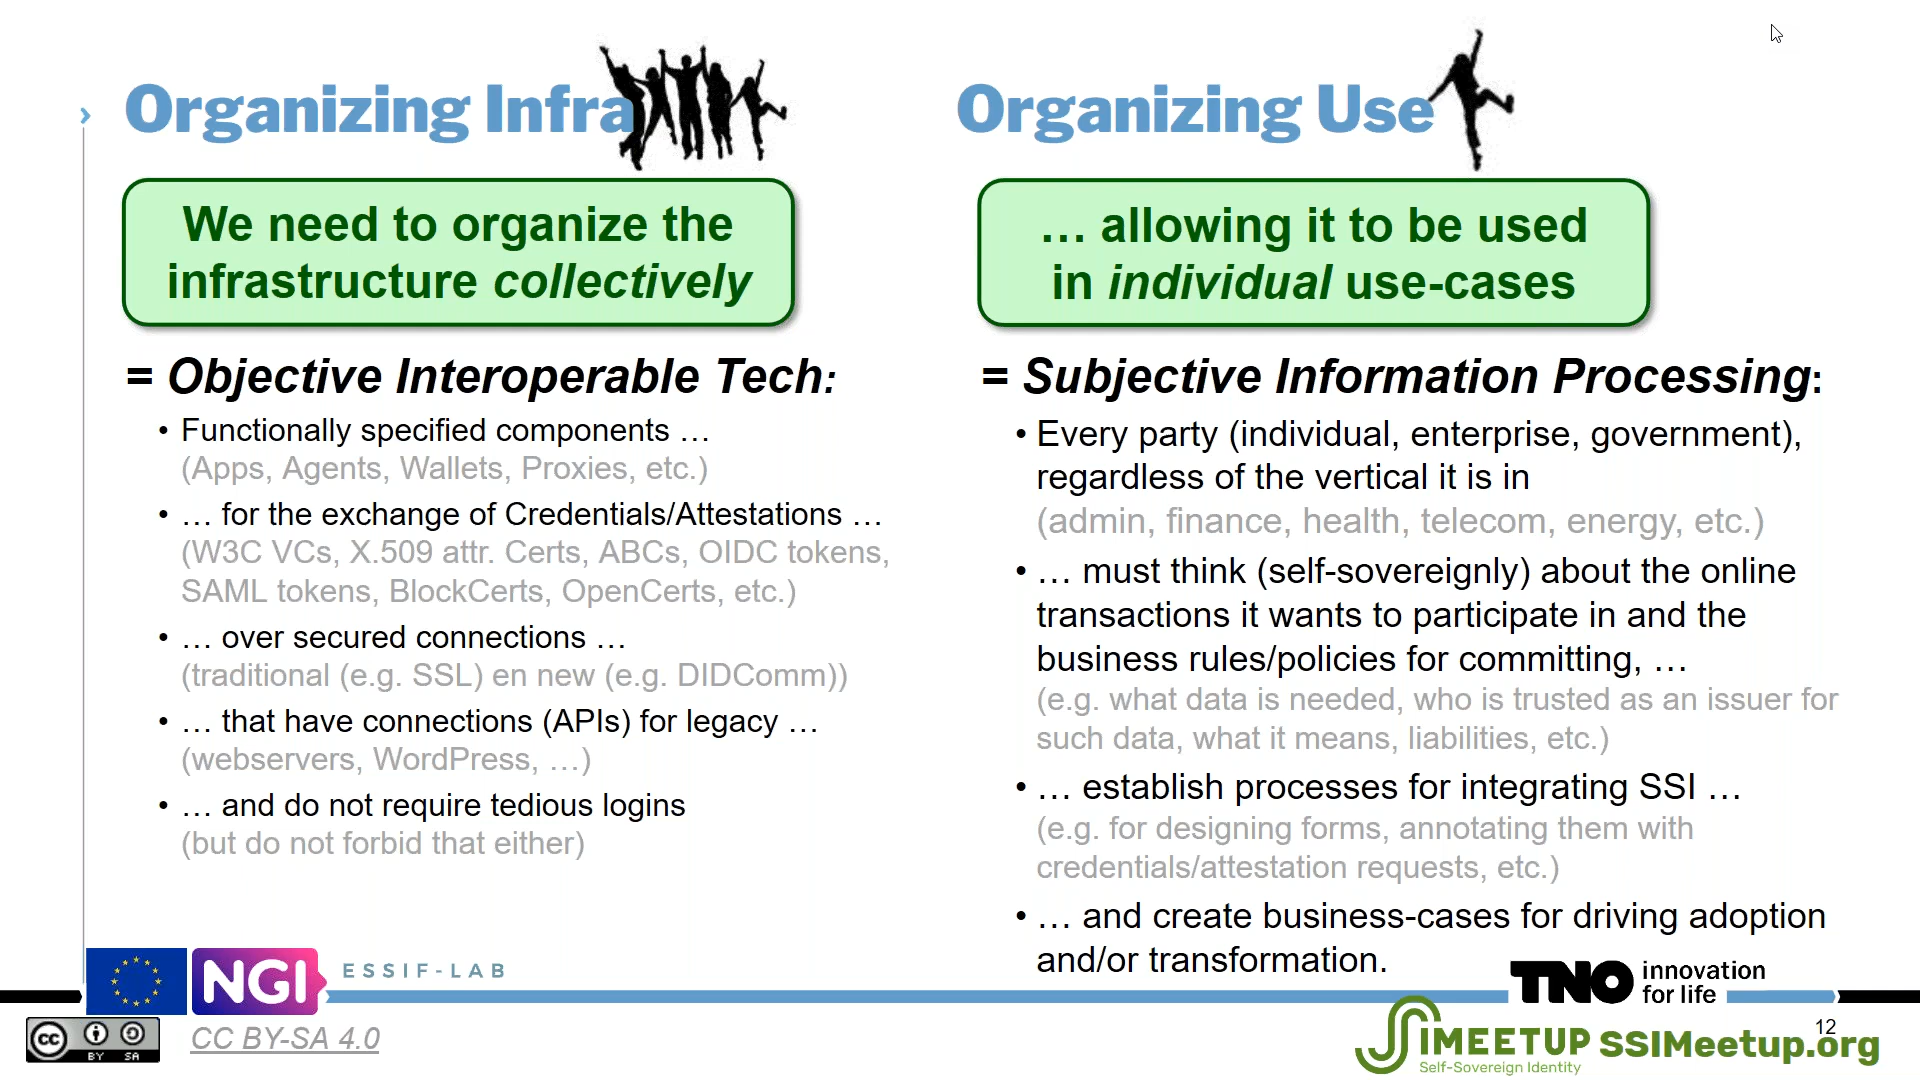 Organizing Infra
We need to organize the
infrastructure collectively
= Objective Interoperable Tech:
• Functionally specified components …
(Apps, Agents, Wallets, Proxies, etc.)
• … for the exchange of Credentials/Attestations …
(W3C VCs, X.509 attr. Certs, ABCs, OIDC tokens,
SAML tokens, BlockCerts, OpenCerts, etc.)
• … over secured connections …
(traditional (e.g. SSL) en new (e.g. DIDComm))
• … that have connections (APIs) for legacy …
(webservers, WordPress, …)
• … and do not require tedious logins
(but do not forbid that either)
Organizing Use
… allowing it to be used
in individual use-cases
= Subjective Information Processing:
• Every party (individual, enterprise, government),
regardless of the vertical it is in
(admin, finance, health, telecom, energy, etc.)
• … must think (self-sovereignly) about the online
transactions it wants to participate in and the
business rules/policies for committing, …
(e.g. what data is needed, who is trusted as an issuer for
such data, what it means, liabilities, etc.)
• … establish processes for integrating SSI …
(e.g. for designing forms, annotating them with
credentials/attestation requests, etc.)
• … and create business-cases for driving adoption
and/or transformation.
NGI ESSIF-LAB
TNO innovation
for life
cc BY SA
CC BY-SA 4.0
12
SSIMEETUP
Self-Sovereign Identity
SSIMeetup.org